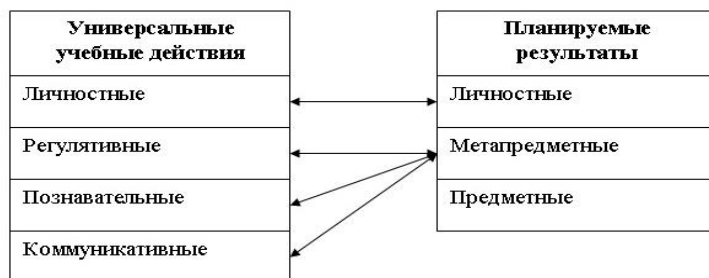 Универсальные
учебные действия
Личностные
Регулятивные
Познавательные
Коммуникативные
Планируемые
результаты
Личностные
Метапредметные
Предметные